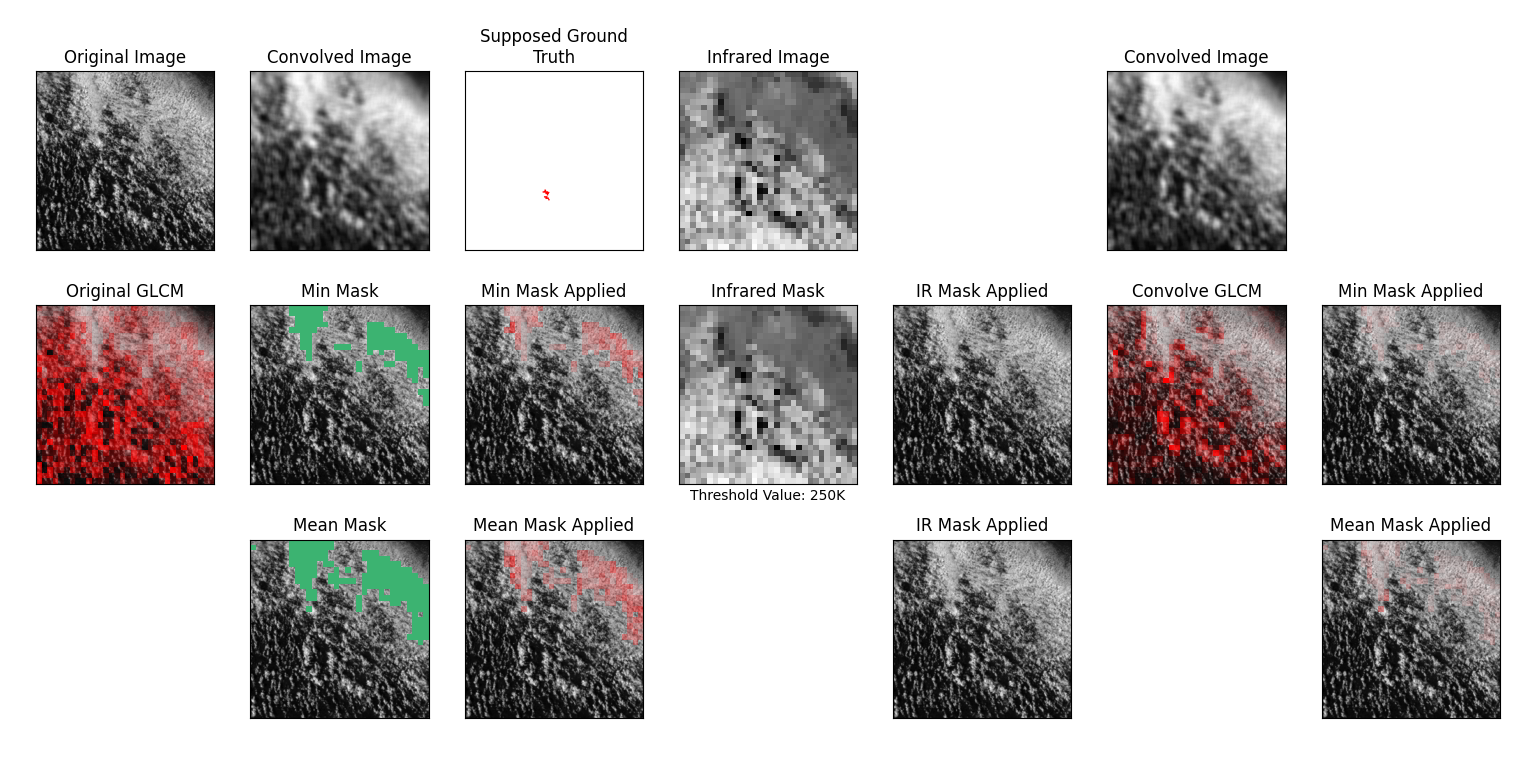 Original Image
Convolved Image
Supposed Ground
Truth
Infrared Image
Convolved Image
Original GLCM
Min Mask
Min Mask Applied
Infrared Mask
IR Mask Applied
Convolve GLCM
Min Mask Applied
Threshold Value: 250K
Mean Mask
Mean Mask Applied
IR Mask Applied
Mean Mask Applied